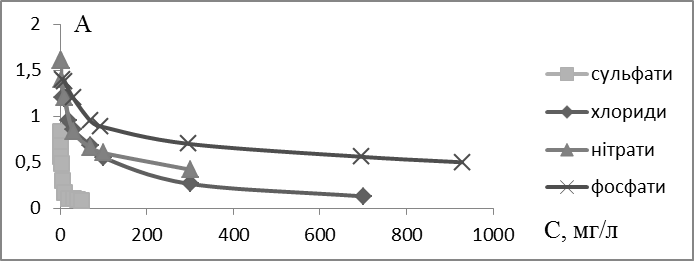 2
A
1,5
1
0,5
0
0 200 400 600 800 1000
С, мг/л
сульфати
хлориди
нітрати
фосфати